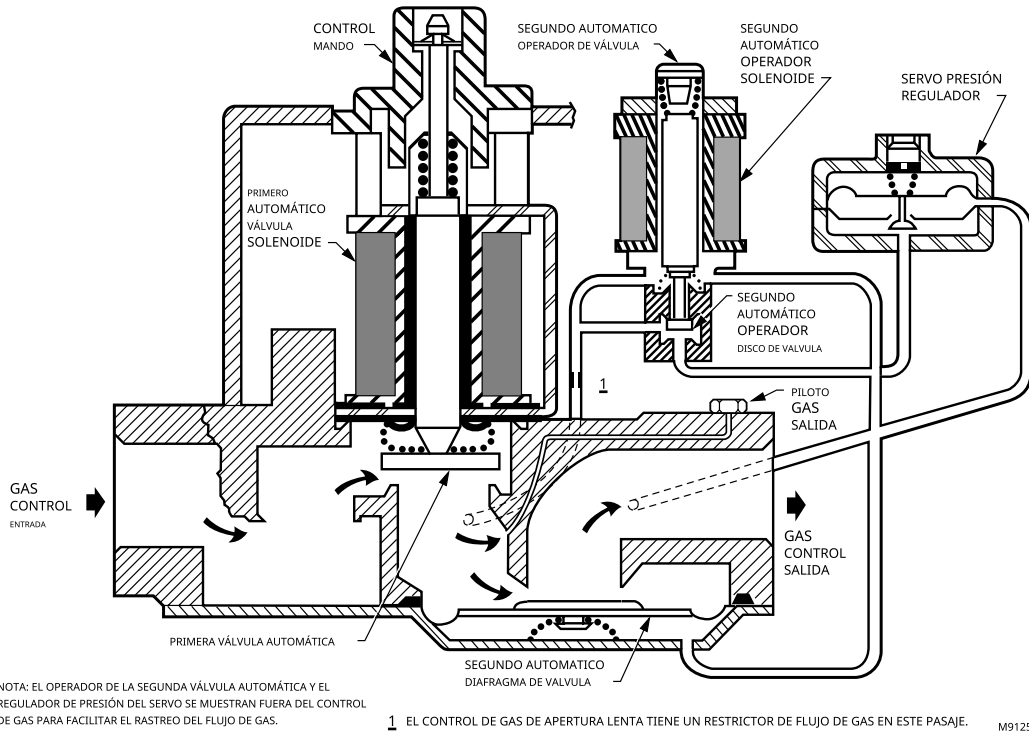 CONTROL
MANDO
SEGUNDO AUTOMATICO
OPERADOR DE VÁLVULA
SEGUNDO
AUTOMÁTICO
OPERADOR
SOLENOIDE
SERVO PRESIÓN
REGULADOR
PRIMERO
AUTOMÁTICO
VÁLVULA
SOLENOIDE
SEGUNDO
AUTOMÁTICO
OPERADOR
DISCO DE VALVULA
1
PILOTO
GAS
SALIDA
GAS
CONTROL
ENTRADA
GAS
CONTROL
SALIDA
PRIMERA VÁLVULA AUTOMÁTICA
SEGUNDO AUTOMATICO
DIAFRAGMA DE VALVULA
NOTA: EL OPERADOR DE LA SEGUNDA VÁLVULA AUTOMÁTICA Y EL
REGULADOR DE PRESIÓN DEL SERVO SE MUESTRAN FUERA DEL CONTROL
DE GAS PARA FACILITAR EL RASTREO DEL FLUJO DE GAS.
1 EL CONTROL DE GAS DE APERTURA LENTA TIENE UN RESTRICTOR DE FLUJO DE GAS EN ESTE PASAJE.
M9125